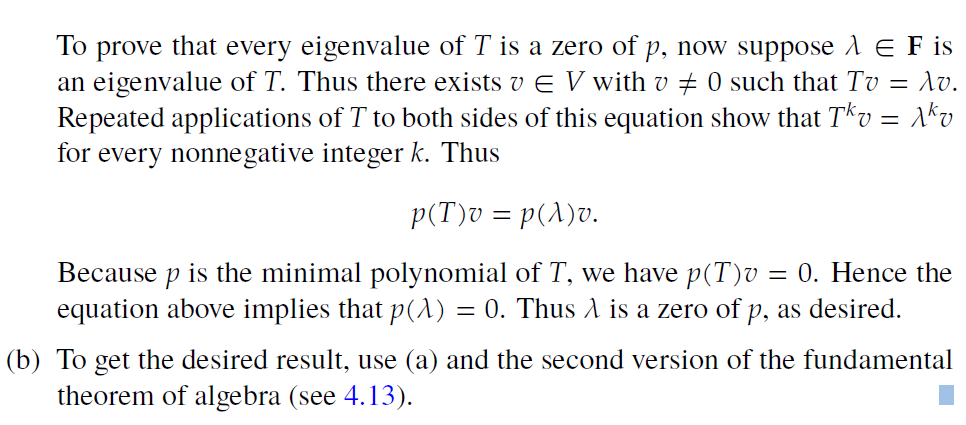 To prove that every eigenvalue of T is a zero of p, now suppose λ ∈ F is
an eigenvalue of T. Thus there exists v ∈ V with v ≠ 0 such that Tv = λv.
Repeated applications of T to both sides of this equation show that Tᵏv = λᵏv
for every nonnegative integer k. Thus
p(T)v = p(λ)v.
Because p is the minimal polynomial of T, we have p(T)v = 0. Hence the
equation above implies that p(λ) = 0. Thus λ is a zero of p, as desired.
(b) To get the desired result, use (a) and the second version of the fundamental
theorem of algebra (see 4.13).